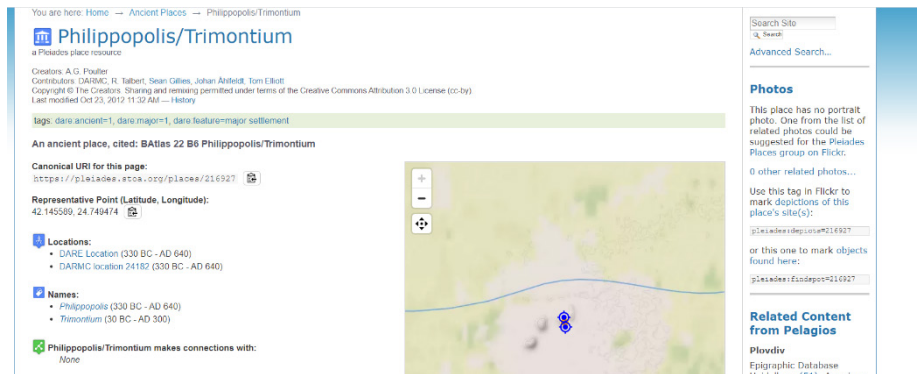 You are here: Home → Ancient Places → Philippopolis/Trimontium
Philippopolis/Trimontium
a Pleiades place resource
Creators: A.G. Poulter
Contributors: DARMC, R. Talbert, Sean Gillies, Johan Åhlfeldt, Tom Elliott
Copyright © The Creators. Sharing and remixing permitted under terms of the Creative Commons Attribution 3.0 License (cc-by).
Last modified Oct 23, 2012 11:32 AM — History
tags: dare:ancient=1, dare:major=1, dare:feature=major settlement
An ancient place, cited: BAtlas 22 B6 Philippopolis/Trimontium
Canonical URI for this page:
https://pleiades.stoa.org/places/216927
Representative Point (Latitude, Longitude):
42.145589, 24.749474
Locations:
DARE Location (330 BC - AD 640)
DARMC location 24182 (330 BC - AD 640)
Names:
Philippopolis (330 BC - AD 640)
Trimontium (30 BC - AD 300)
Philippopolis/Trimontium makes connections with:
None
+
−
Search Site
Search
Advanced Search...
Photos
This place has no portrait
photo. One from the list of
related photos could be
suggested for the Pleiades
Places group on Flickr.
0 other related photos...
Use this tag in Flickr to
mark depictions of this
place's site(s):
pleiades:depicts=216927
or this one to mark objects
found here:
pleiades:findspot=216927
Related Content
from Pelagios
Plovdiv
Epigraphic Database